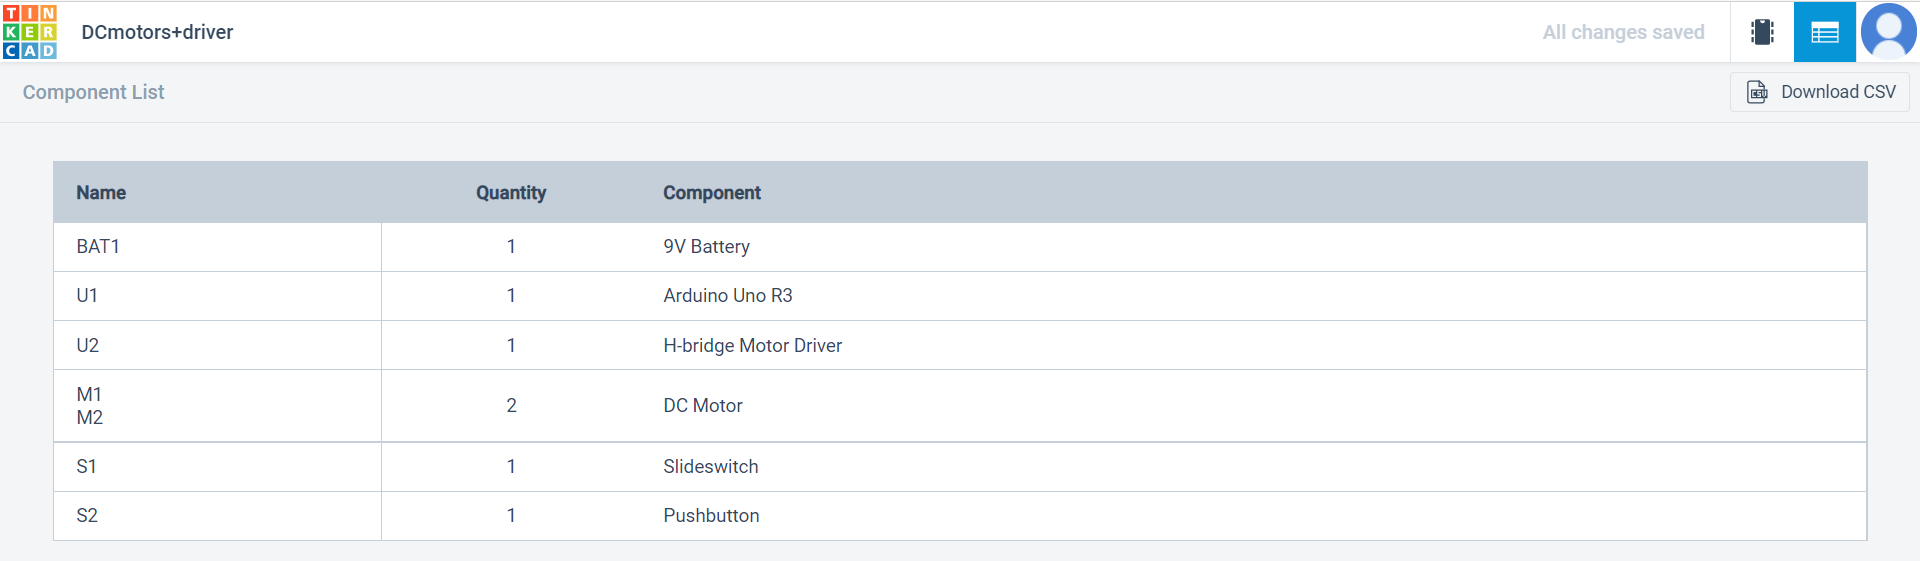 TIN
KER
CAD
DCmotors+driver
All changes saved
Component List
CSV
Download CSV
Name Quantity Component
BAT1 1 9V Battery
U1 1 Arduino Uno R3
U2 1 H-bridge Motor Driver
M1
M2 2 DC Motor
S1 1 Slideswitch
S2 1 Pushbutton